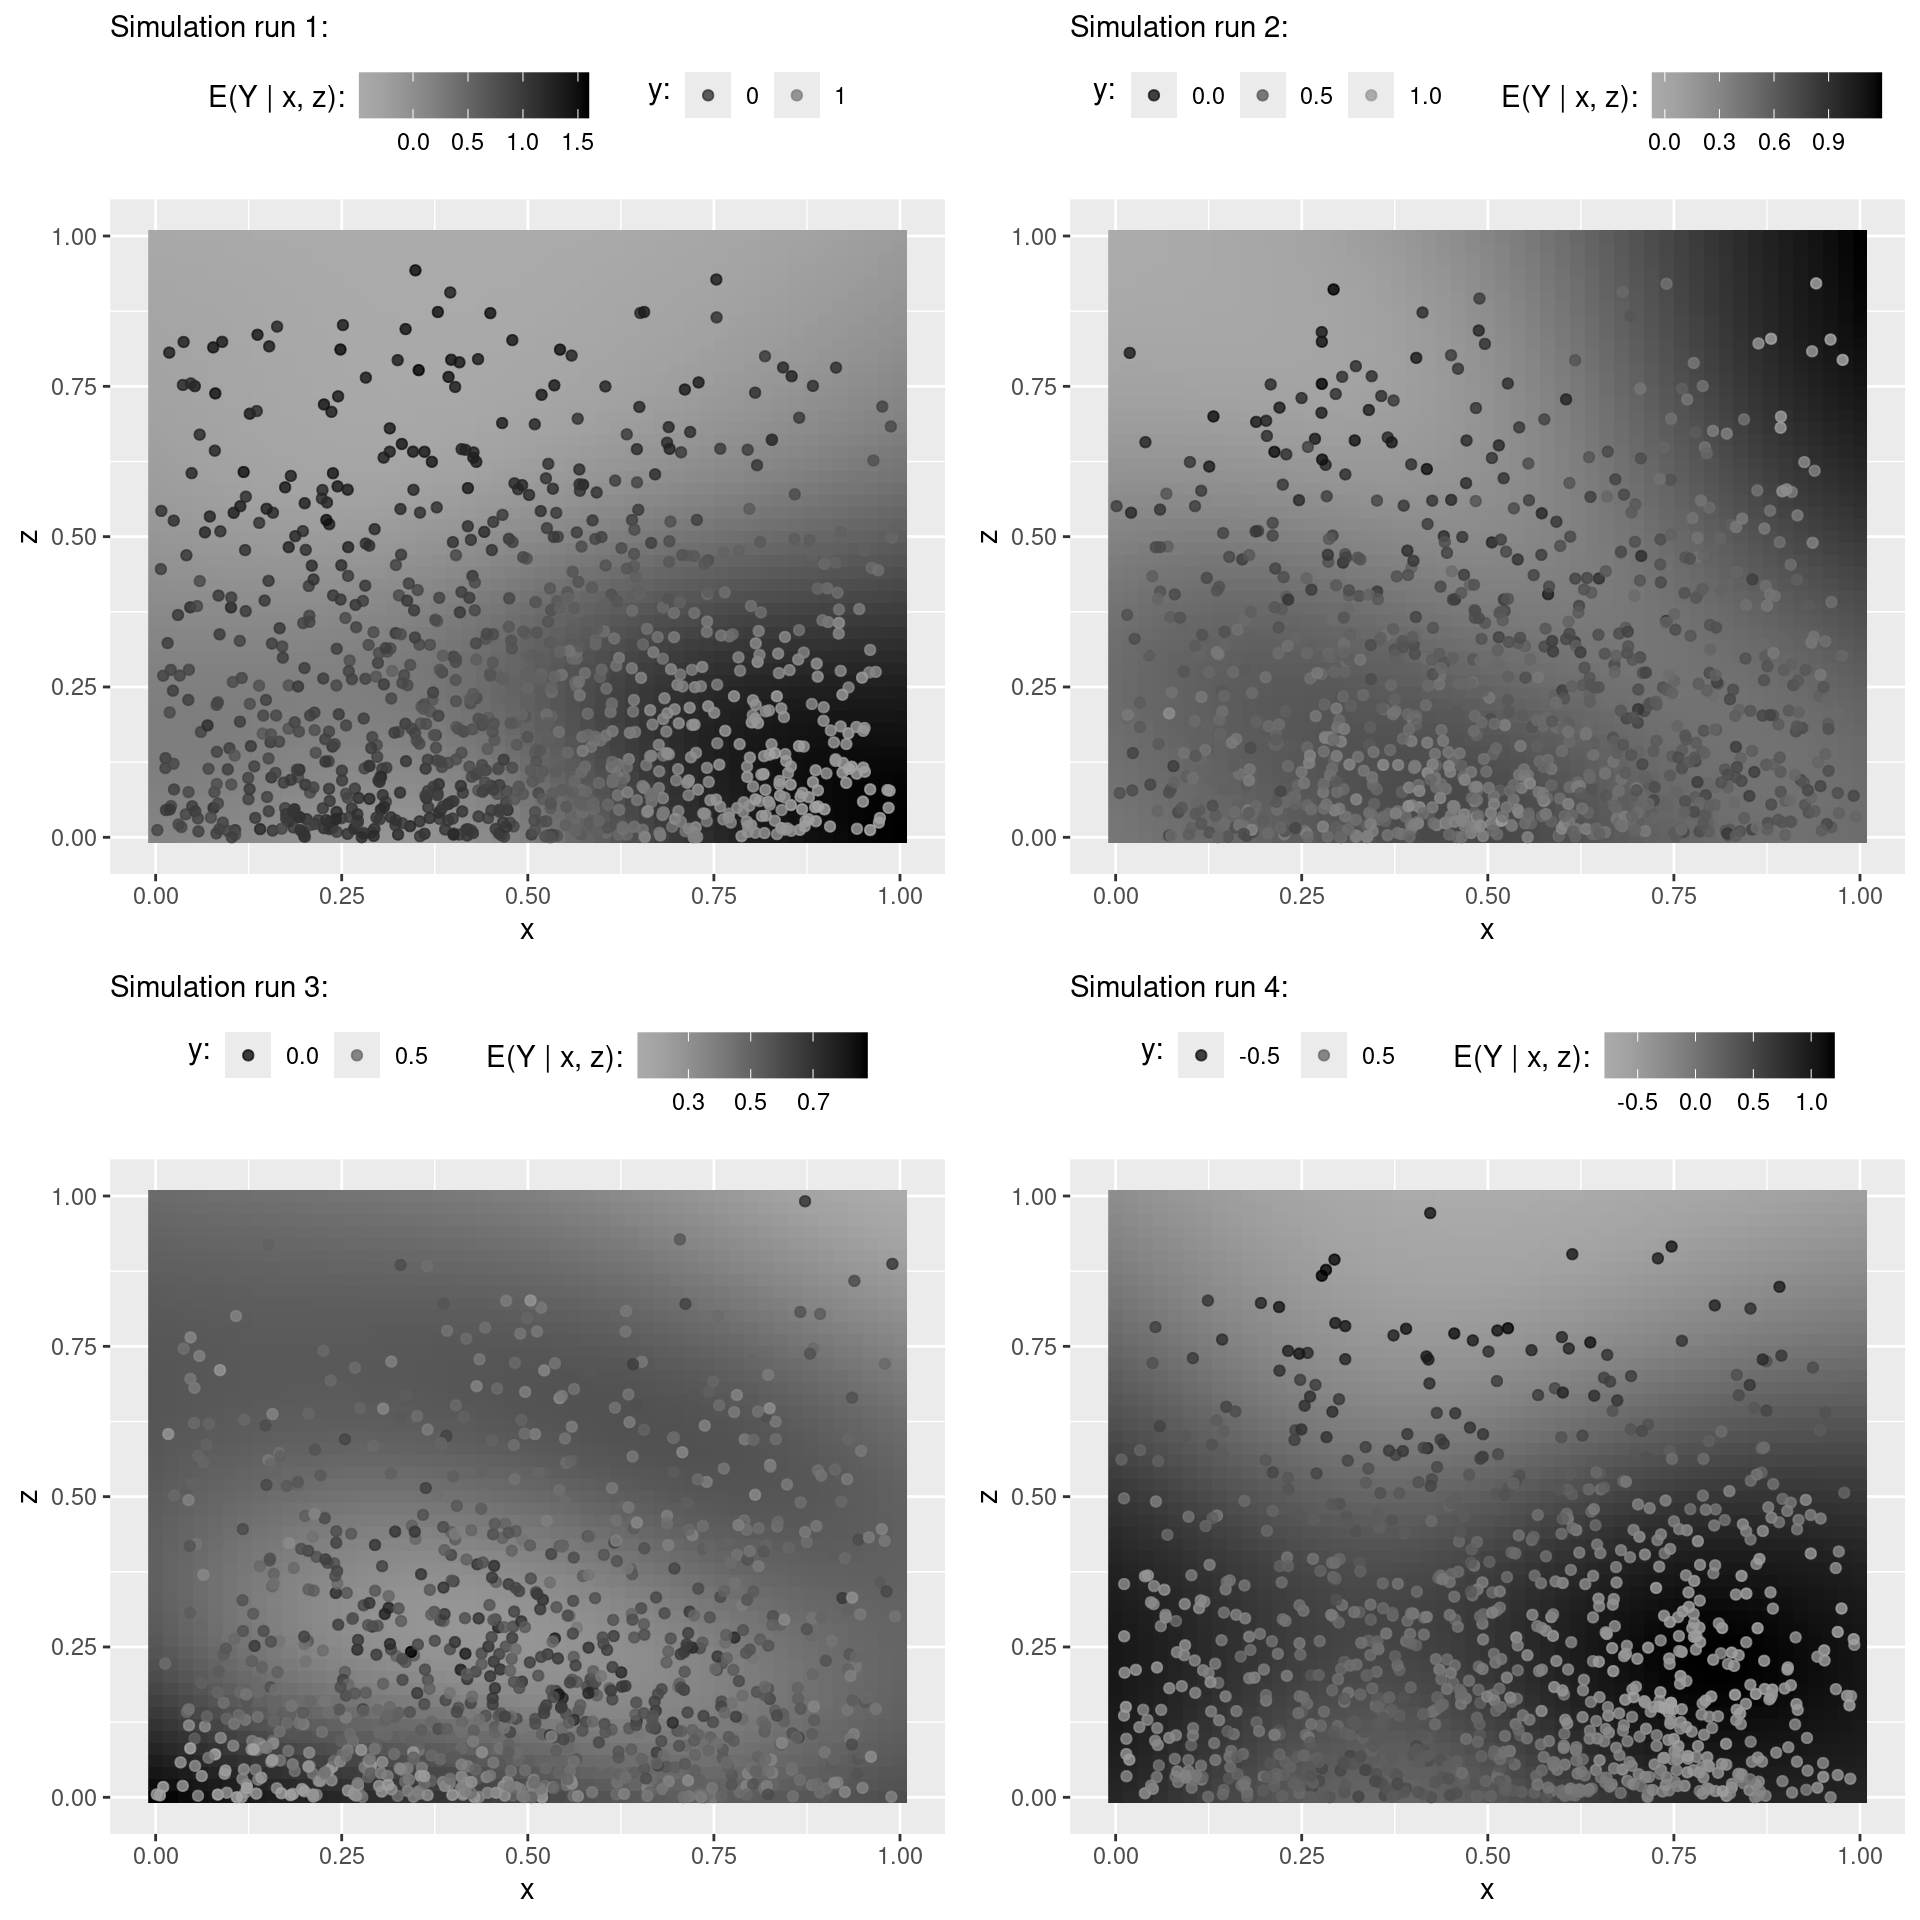 Simulation run 1:
E(Y | x, z):
0.0 0.5 1.0 1.5
y:
0 1
1.00
0.75
0.50
0.25
0.00
z
0.00 0.25 0.50 0.75 1.00
x
Simulation run 2:
y:
0.0 0.5 1.0
E(Y | x, z):
0.0 0.3 0.6 0.9
1.00
0.75
0.50
0.25
0.00
z
0.00 0.25 0.50 0.75 1.00
x
Simulation run 3:
y:
0.0 0.5
E(Y | x, z):
0.3 0.5 0.7
1.00
0.75
0.50
0.25
0.00
z
0.00 0.25 0.50 0.75 1.00
x
Simulation run 4:
y:
-0.5 0.5
E(Y | x, z):
-0.5 0.0 0.5 1.0
1.00
0.75
0.50
0.25
0.00
z
0.00 0.25 0.50 0.75 1.00
x